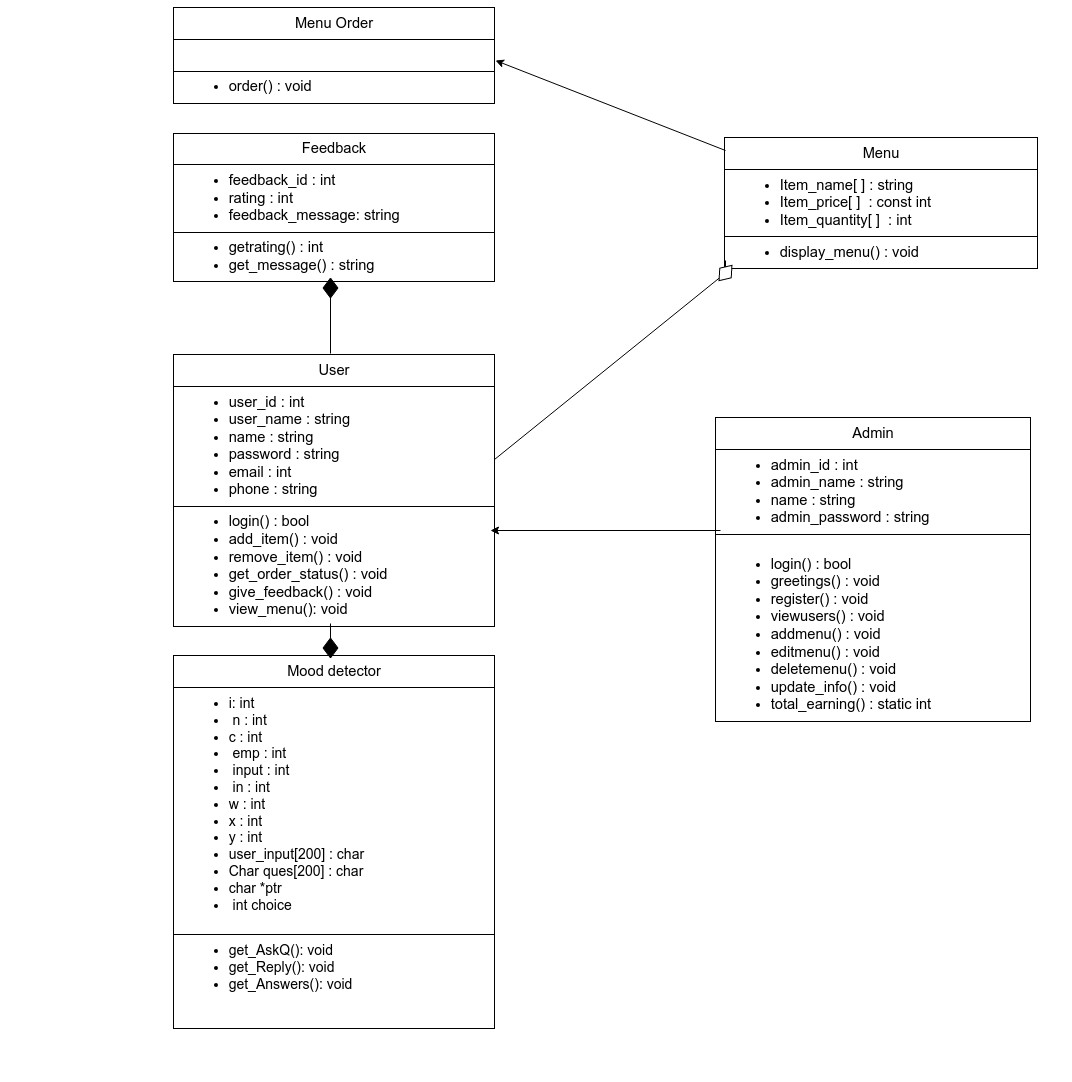 Menu Order
• order() : void
Feedback
• feedback_id : int
• rating : int
• feedback_message: string
• getrating() : int
• get_message() : string
Menu
• Item_name[ ] : string
• Item_price[ ]  : const int
• Item_quantity[ ]  : int
• display_menu() : void
User
• user_id : int
• user_name : string
• name : string
• password : string
• email : int
• phone : string
• login() : bool
• add_item() : void
• remove_item() : void
• get_order_status() : void
• give_feedback() : void
• view_menu(): void
Admin
• admin_id : int
• admin_name : string
• name : string
• admin_password : string
• login() : bool
• greetings() : void
• register() : void
• viewusers() : void
• addmenu() : void
• editmenu() : void
• deletemenu() : void
• update_info() : void
• total_earning() : static int
Mood detector
• i: int
• n : int
• c : int
• emp : int
• input : int
• in : int
• w : int
• x : int
• y : int
• user_input[200] : char
• Char ques[200] : char
• char *ptr
• int choice
• get_AskQ(): void
• get_Reply(): void
• get_Answers(): void